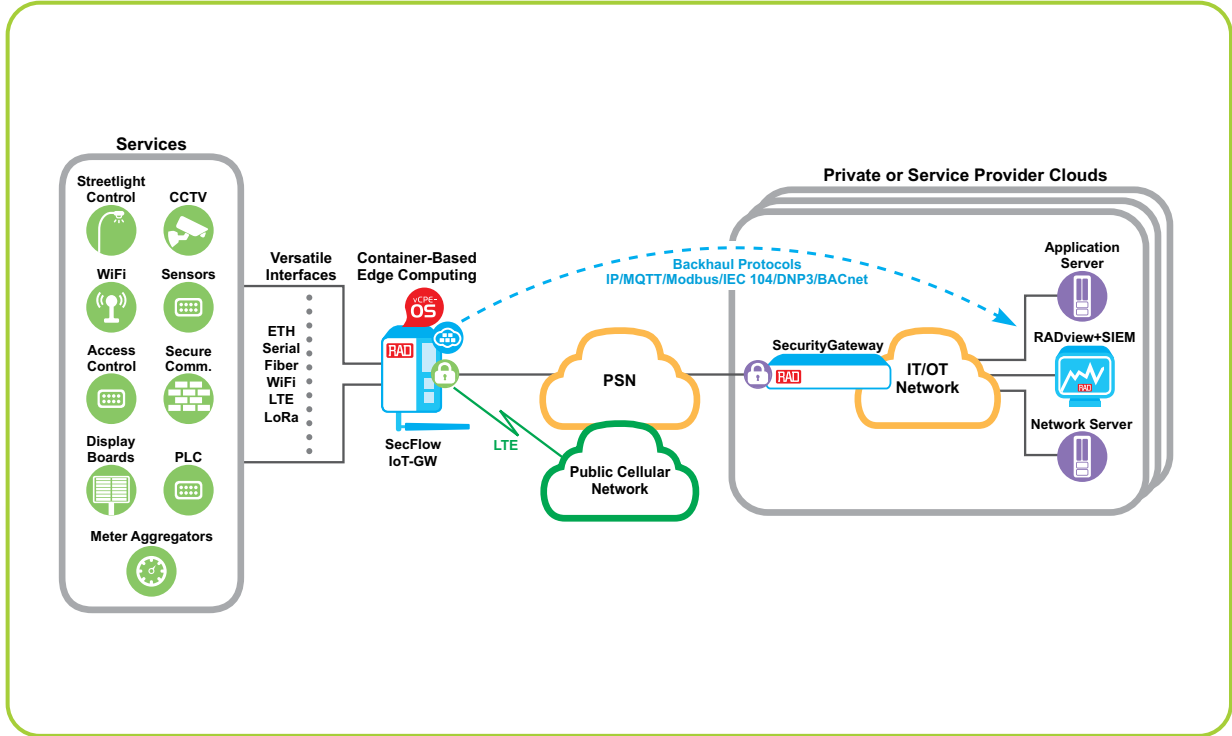 Services
Streetlight
Control
CCTV
WiFi
Sensors
Access
Control
Secure
Comm.
Display
Boards
PLC
Meter Aggregators
Versatile
Interfaces
ETH
Serial
Fiber
WiFi
LTE
LoRa
Container-Based
Edge Computing
vCPE-
OS
RAD
SecFlow
IoT-GW
LTE
Backhaul Protocols
IP/MQTT/Modbus/IEC 104/DNP3/BACnet
PSN
Public Cellular
Network
Private or Service Provider Clouds
SecurityGateway
RAD
IT/OT
Network
Application
Server
RADview+SIEM
RAD
Network Server